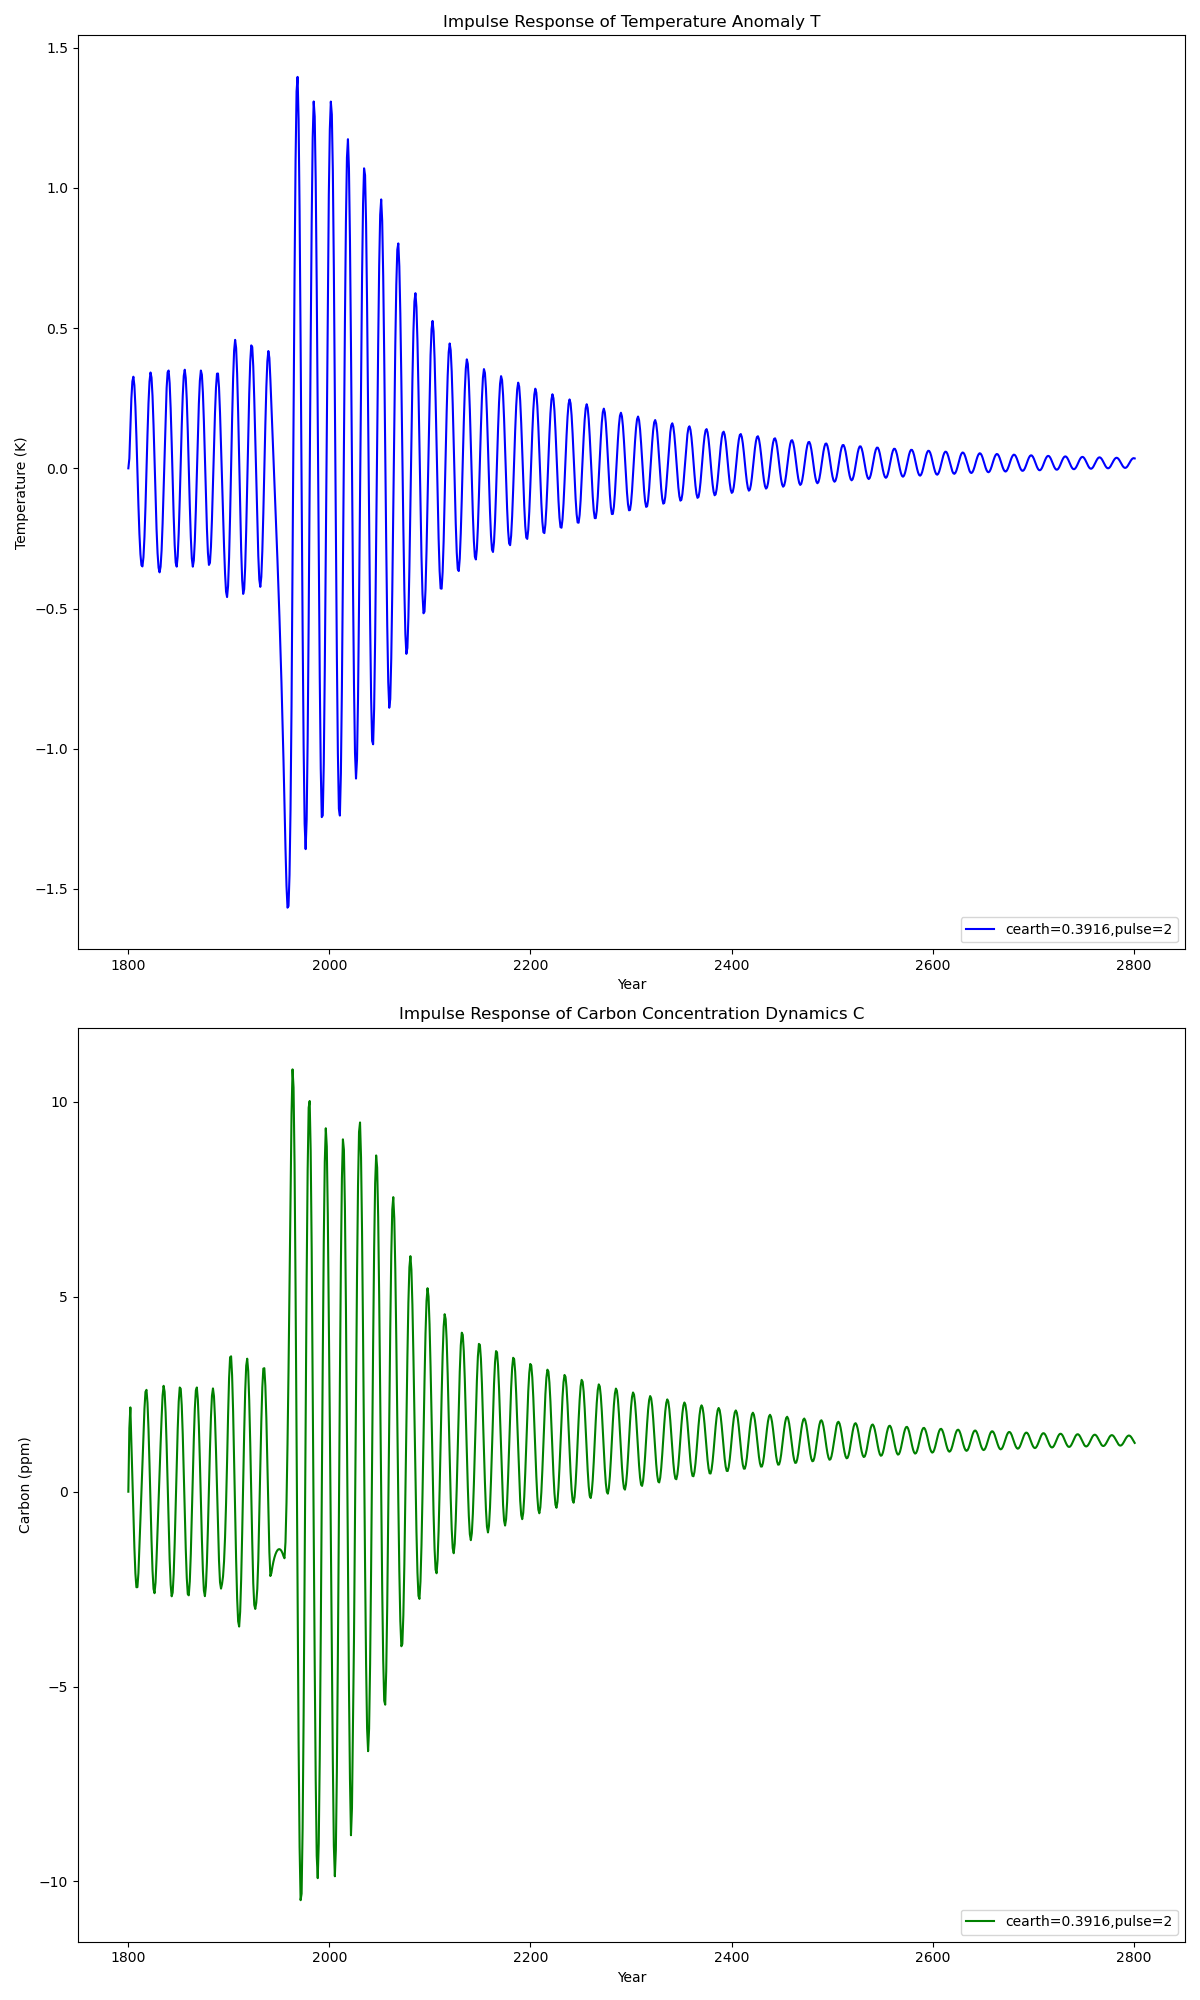 Impulse Response of Temperature Anomaly T
1.5
1.0
0.5
0.0
−0.5
−1.0
−1.5
Temperature (K)
cearth=0.3916,pulse=2
1800 2000 2200 2400 2600 2800
Year
Impulse Response of Carbon Concentration Dynamics C
10
5
0
−5
−10
Carbon (ppm)
cearth=0.3916,pulse=2
1800 2000 2200 2400 2600 2800
Year